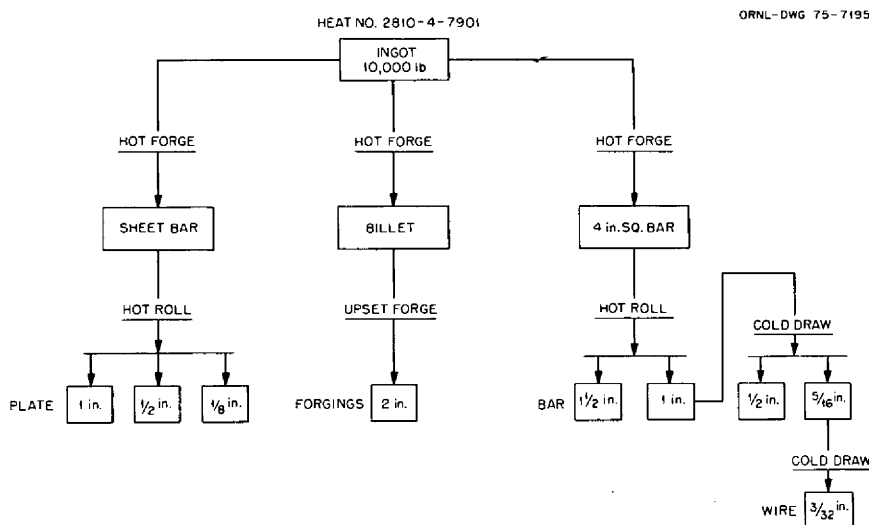 ORNL-DWG 75-7195
HEAT NO. 2810-4-7901
INGOT
10,000 lb
HOT FORGE
HOT FORGE
HOT FORGE
SHEET BAR
BILLET
4 in. SQ. BAR
HOT ROLL
UPSET FORGE
HOT ROLL
COLD DRAW
PLATE
1 in.
1/2 in.
1/8 in.
FORGINGS
2 in.
BAR
1 1/2 in.
1 in.
1/2 in.
5/16 in.
COLD DRAW
WIRE
3/32 in.